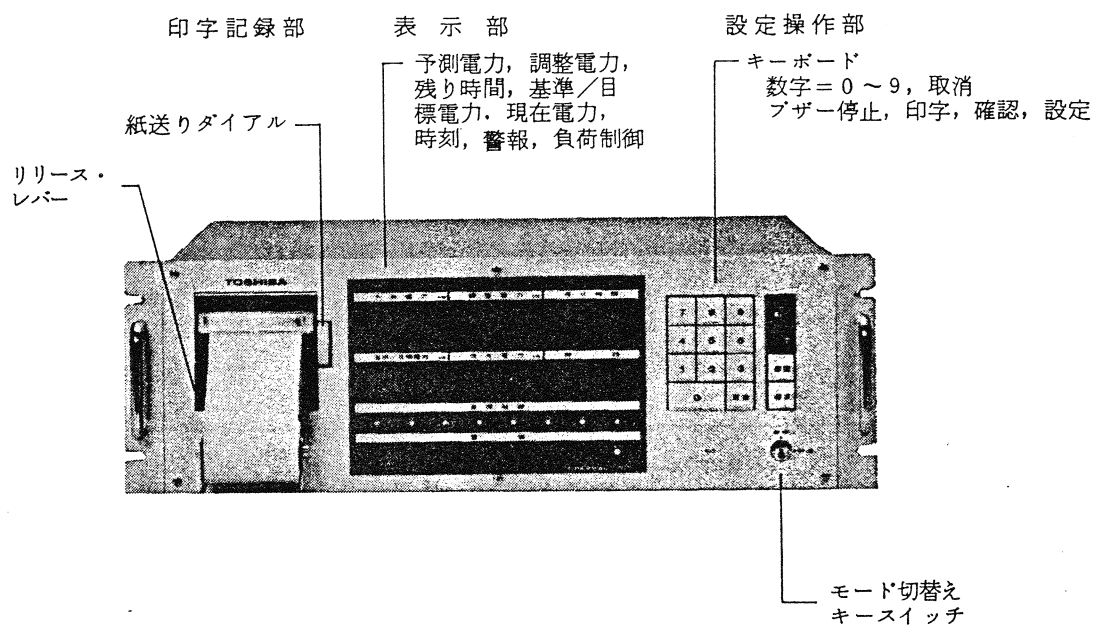 印字記録部
表示部
設定操作部
予測電力，調整電力，
残り時間，基準／目
標電力．現在電力，
時刻，警報，負荷制御
キーボード
数字＝０～９，取消
ブザー停止，印字，確認，設定
紙送りダイアル
リリース・
レバー
TOSHIBA
7 8 9
4 5 6
1 2 3
0
モード切替え
キースイッチ